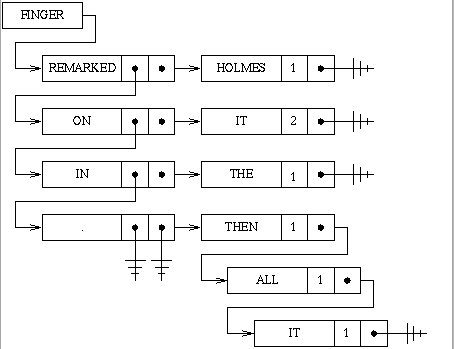 FINGER
REMARKED HOLMES 1
ON IT 2
IN THE 1
. THEN 1
ALL 1
IT 1